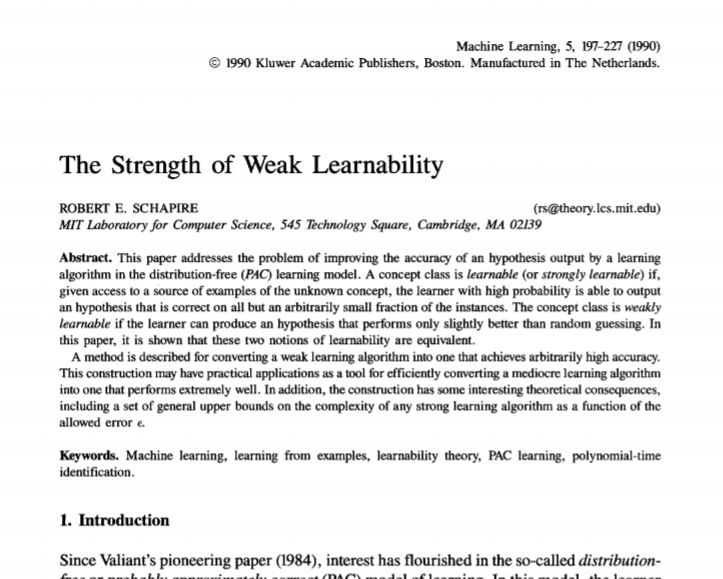 Machine Learning, 5, 197-227 (1990)
© 1990 Kluwer Academic Publishers, Boston. Manufactured in The Netherlands.
The Strength of Weak Learnability
ROBERT E. SCHAPIRE (rs@theory.lcs.mit.edu)
MIT Laboratory for Computer Science, 545 Technology Square, Cambridge, MA 02139
Abstract. This paper addresses the problem of improving the accuracy of an hypothesis output by a learning
algorithm in the distribution-free (PAC) learning model. A concept class is learnable (or strongly learnable) if,
given access to a source of examples of the unknown concept, the learner with high probability is able to output
an hypothesis that is correct on all but an arbitrarily small fraction of the instances. The concept class is weakly
learnable if the learner can produce an hypothesis that performs only slightly better than random guessing. In
this paper, it is shown that these two notions of learnability are equivalent.
A method is described for converting a weak learning algorithm into one that achieves arbitrarily high accuracy.
This construction may have practical applications as a tool for efficiently converting a mediocre learning algorithm
into one that performs extremely well. In addition, the construction has some interesting theoretical consequences,
including a set of general upper bounds on the complexity of any strong learning algorithm as a function of the
allowed error ε.
Keywords. Machine learning, learning from examples, learnability theory, PAC learning, polynomial-time
identification.
1. Introduction
Since Valiant's pioneering paper (1984), interest has flourished in the so-called distribution-
free or probably approximately correct (PAC) model of learning. In this model, the learner